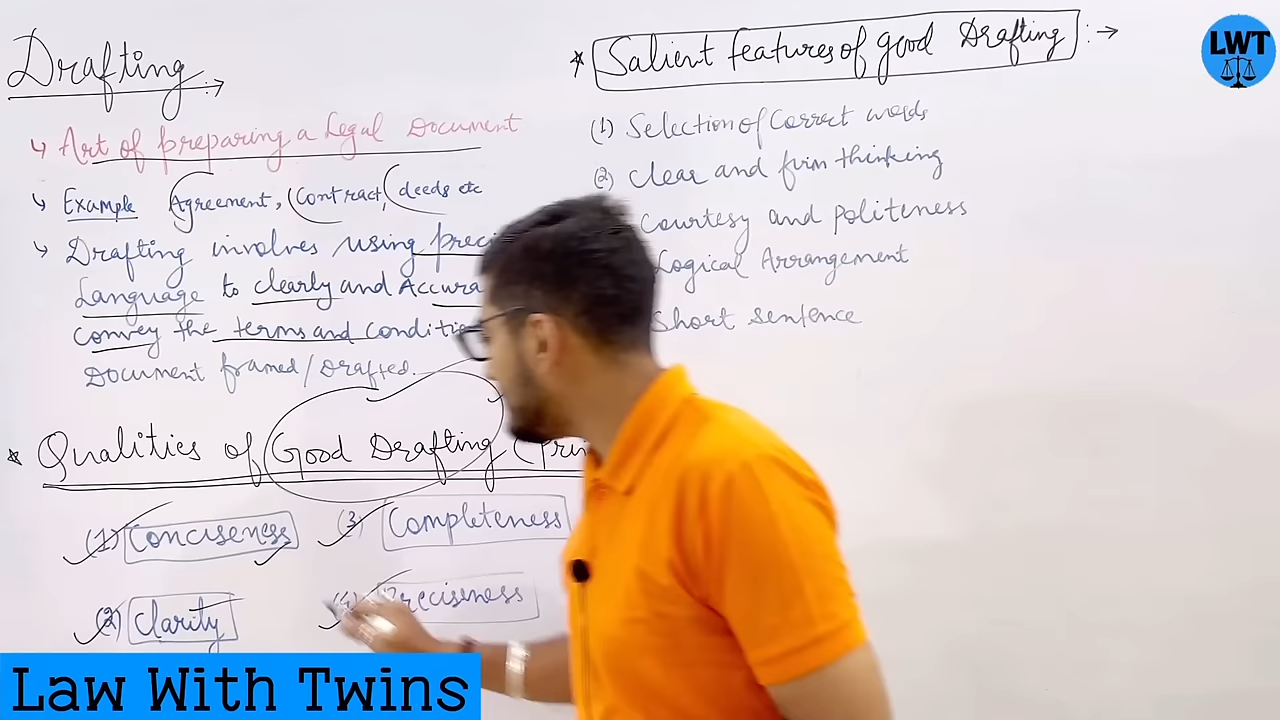 Drafting :→
↳ Art of preparing a Legal Document
↳ Example Agreement, Contract, deeds etc
↳ Drafting involves using
Language to clearly and
convey the terms and
Document framed / Drafted.
* Qualities of Good Drafting
(1) Conciseness
(2) Clarity
(3) Completeness
(4) Preciseness
* Salient features of good Drafting :→
(1) Selection of Correct words
(2) Clear and firm thinking
Courtesy and politeness
Logical Arrangement
Short sentence
LWT
Law With Twins